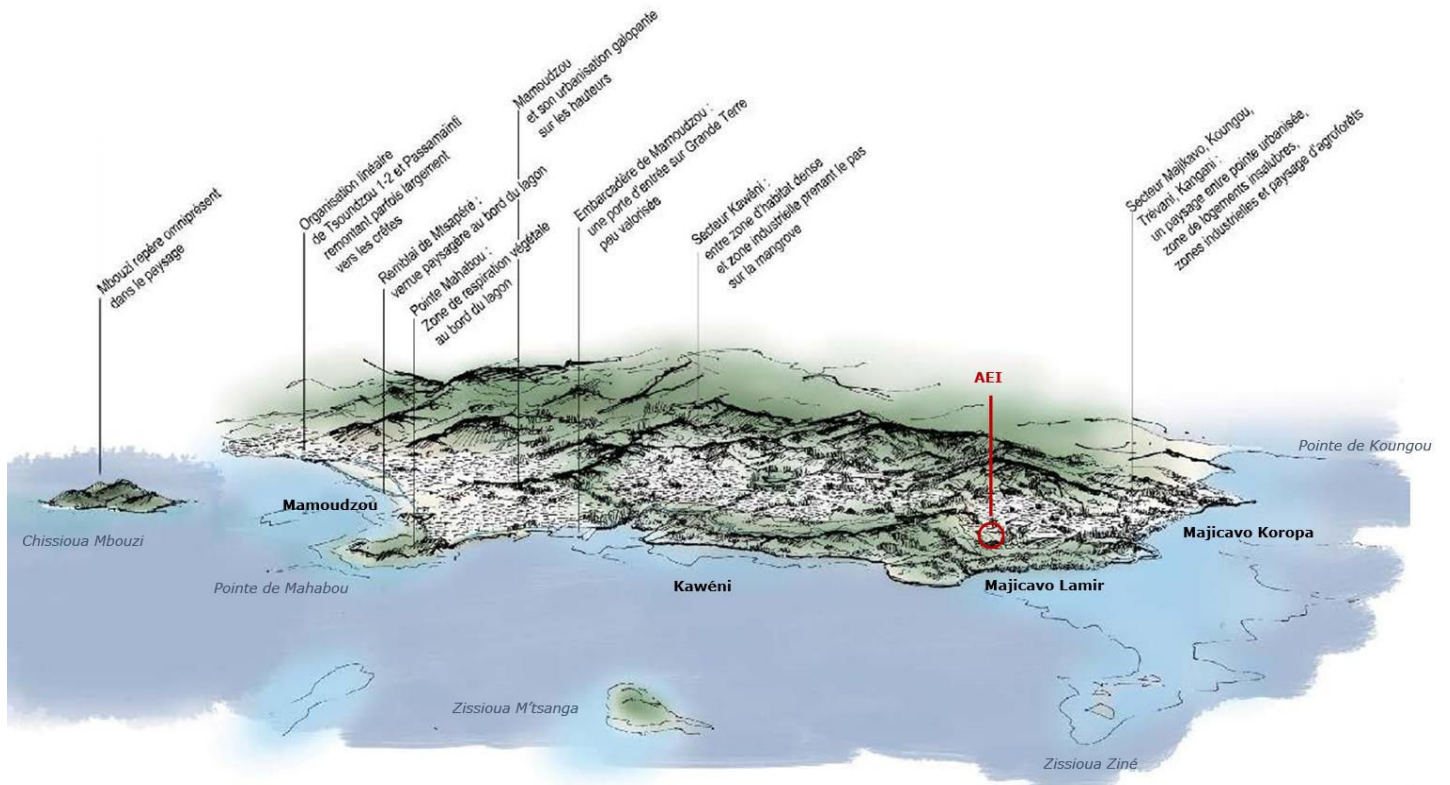 Mbouzi repère omniprésent
dans le paysage
Organisation linéaire
de Tsoundzou 1-2 et Passamainti
remontant parfois largement
vers les crêtes
Remblai de Mtsapéré :
verrue paysagère au bord du lagon
Pointe Mahabou :
Zone de respiration végétale
au bord du lagon
Mamoudzou
et son urbanisation galopante
sur les hauteurs
Embarcadère de Mamoudzou :
une porte d'entrée sur Grande Terre
peu valorisée
Secteur Kawéni :
entre zone d'habitat dense
et zone industrielle prenant le pas
sur la mangrove
Secteur Majikavo, Koungou,
Trévani, Kangani :
un paysage entre pointe urbanisée,
zone de logements insalubres,
zones industrielles et paysage d'agroforêts
AEI
Pointe de Koungou
Mamoudzou
Chissioua Mbouzi
Majicavo Koropa
Pointe de Mahabou
Kawéni
Majicavo Lamir
Zissioua M'tsanga
Zissioua Ziné